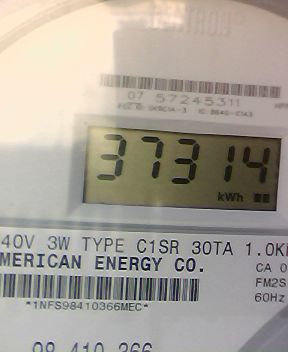 07 57245311
37314
kWh
40V 3W TYPE C1SR 30TA 1.0K
MERICAN ENERGY CO.
CA 0
FM2S
60Hz
*1NFS98410366MEC*
98 410 366